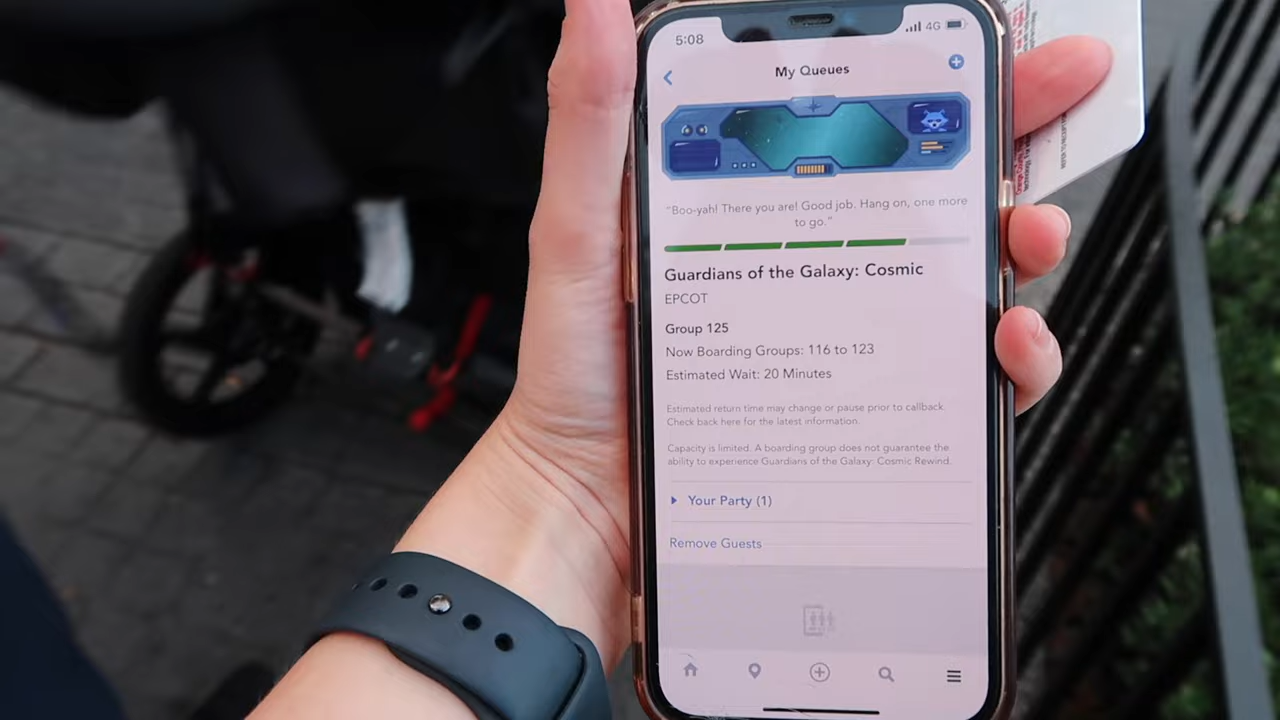 5:08
4G
My Queues
"Boo-yah! There you are! Good job. Hang on, one more
to go."
Guardians of the Galaxy: Cosmic
EPCOT
Group 125
Now Boarding Groups: 116 to 123
Estimated Wait: 20 Minutes
Estimated return time may change or pause prior to callback.
Check back here for the latest information.
Capacity is limited. A boarding group does not guarantee the
ability to experience Guardians of the Galaxy: Cosmic Rewind.
Your Party (1)
Remove Guests